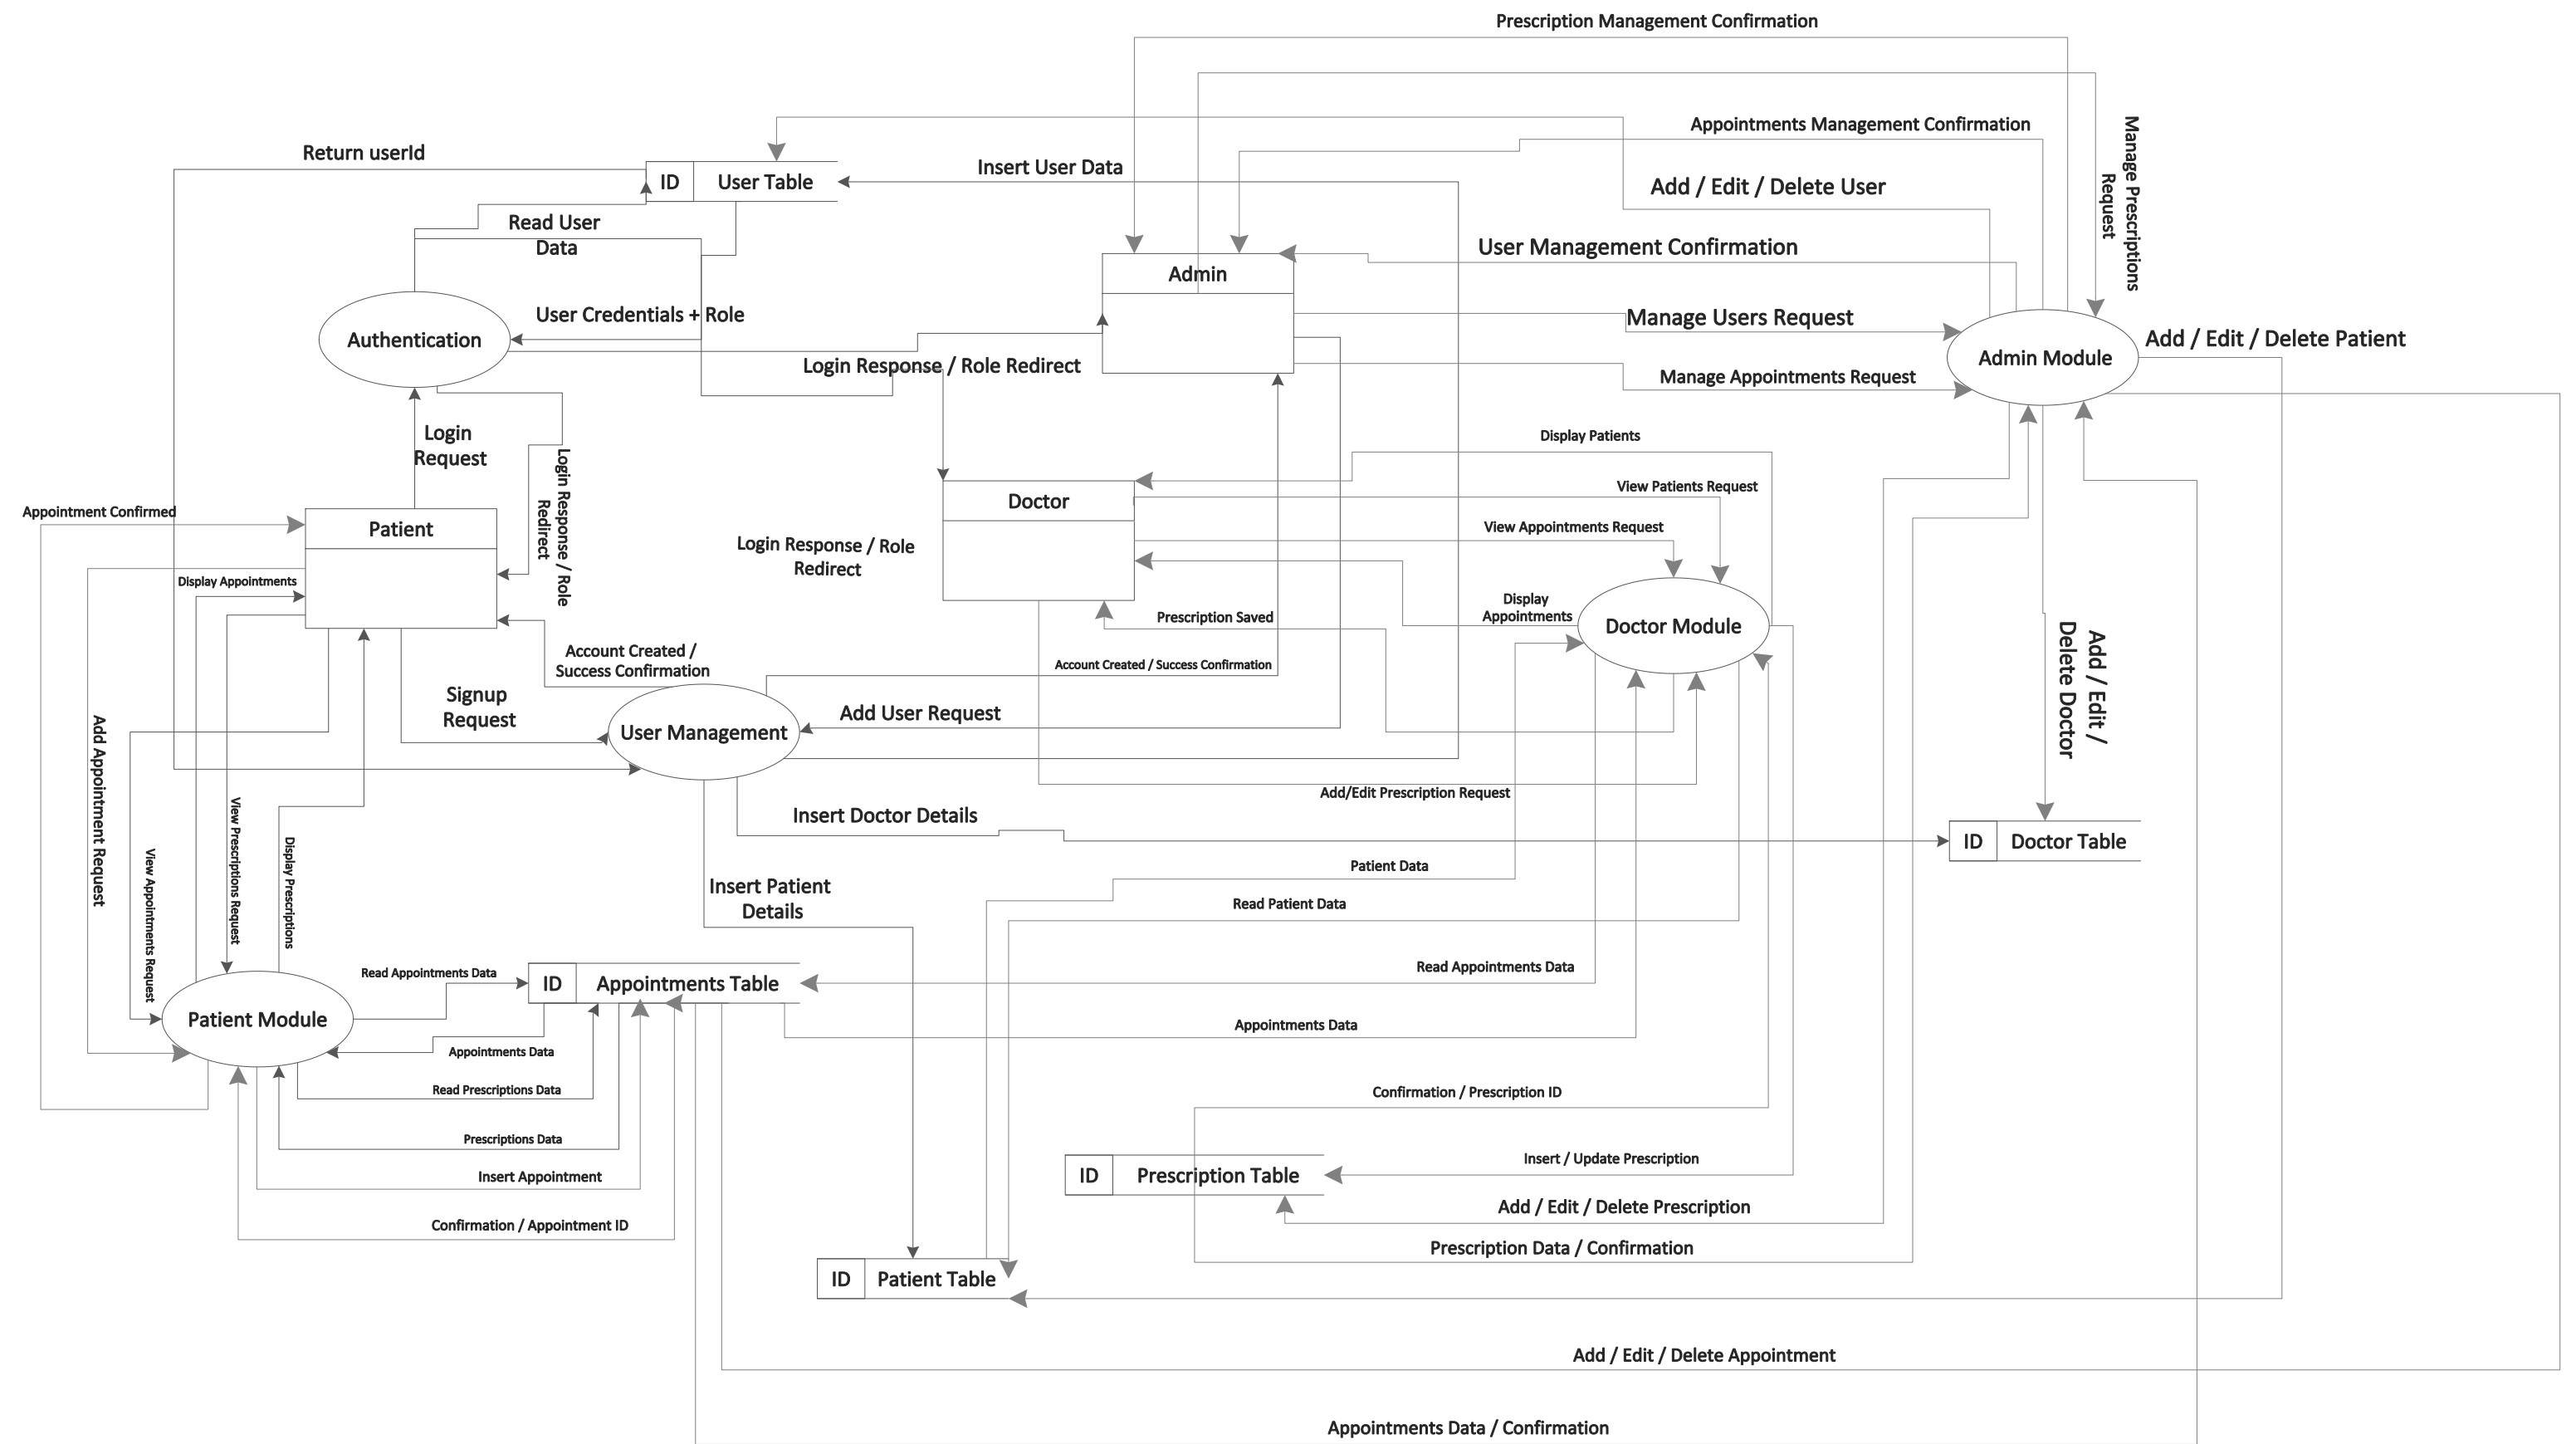 Prescription Management Confirmation
Appointments Management Confirmation
Manage Prescriptions
Request
Return userId
Insert User Data
ID
User Table
Add / Edit / Delete User
Read User
Data
User Management Confirmation
Admin
User Credentials + Role
Manage Users Request
Authentication
Add / Edit / Delete Patient
Admin Module
Login Response / Role Redirect
Manage Appointments Request
Login
Request
Display Patients
Login Response / Role
Redirect
View Patients Request
Doctor
Appointment Confirmed
Patient
View Appointments Request
Login Response / Role
Redirect
Display Appointments
Display
Appointments
Prescription Saved
Doctor Module
Account Created /
Success Confirmation
Account Created / Success Confirmation
Add / Edit /
Delete Doctor
Signup
Request
Add User Request
User Management
Add Appointment Request
Add/Edit Prescription Request
Insert Doctor Details
View Prescriptions Request
Display Prescriptions
View Appointments Request
ID
Doctor Table
Patient Data
Insert Patient
Details
Read Patient Data
Read Appointments Data
Read Appointments Data
ID
Appointments Table
Patient Module
Appointments Data
Appointments Data
Read Prescriptions Data
Confirmation / Prescription ID
Prescriptions Data
Insert / Update Prescription
Insert Appointment
ID
Prescription Table
Add / Edit / Delete Prescription
Confirmation / Appointment ID
Prescription Data / Confirmation
ID
Patient Table
Add / Edit / Delete Appointment
Appointments Data / Confirmation